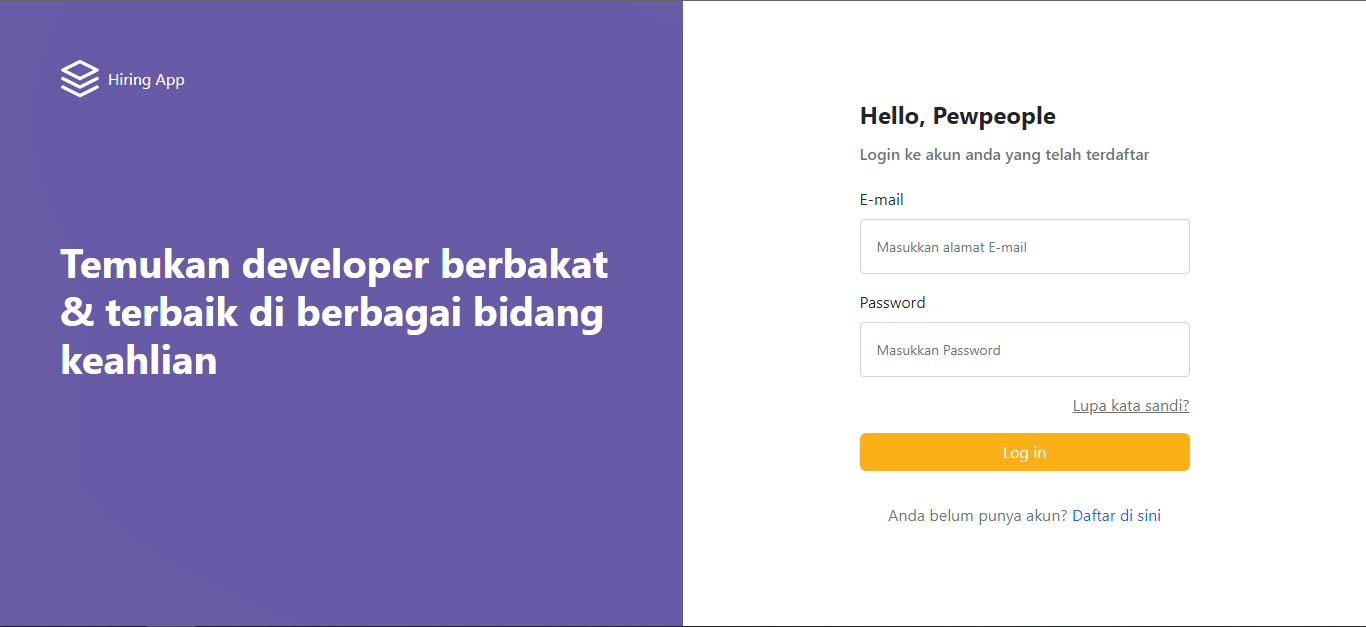 Hiring App
Temukan developer berbakat
& terbaik di berbagai bidang
keahlian
Hello, Pewpeople
Login ke akun anda yang telah terdaftar
E-mail
Masukkan alamat E-mail
Password
Masukkan Password
Lupa kata sandi?
Log in
Anda belum punya akun? Daftar di sini